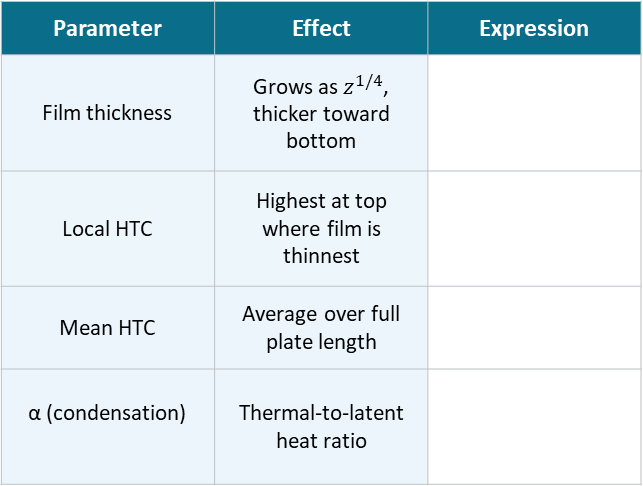 Parameter
Effect
Expression
Film thickness
Grows as z^{1/4},
thicker toward
bottom
Local HTC
Highest at top
where film is
thinnest
Mean HTC
Average over full
plate length
α (condensation)
Thermal-to-latent
heat ratio